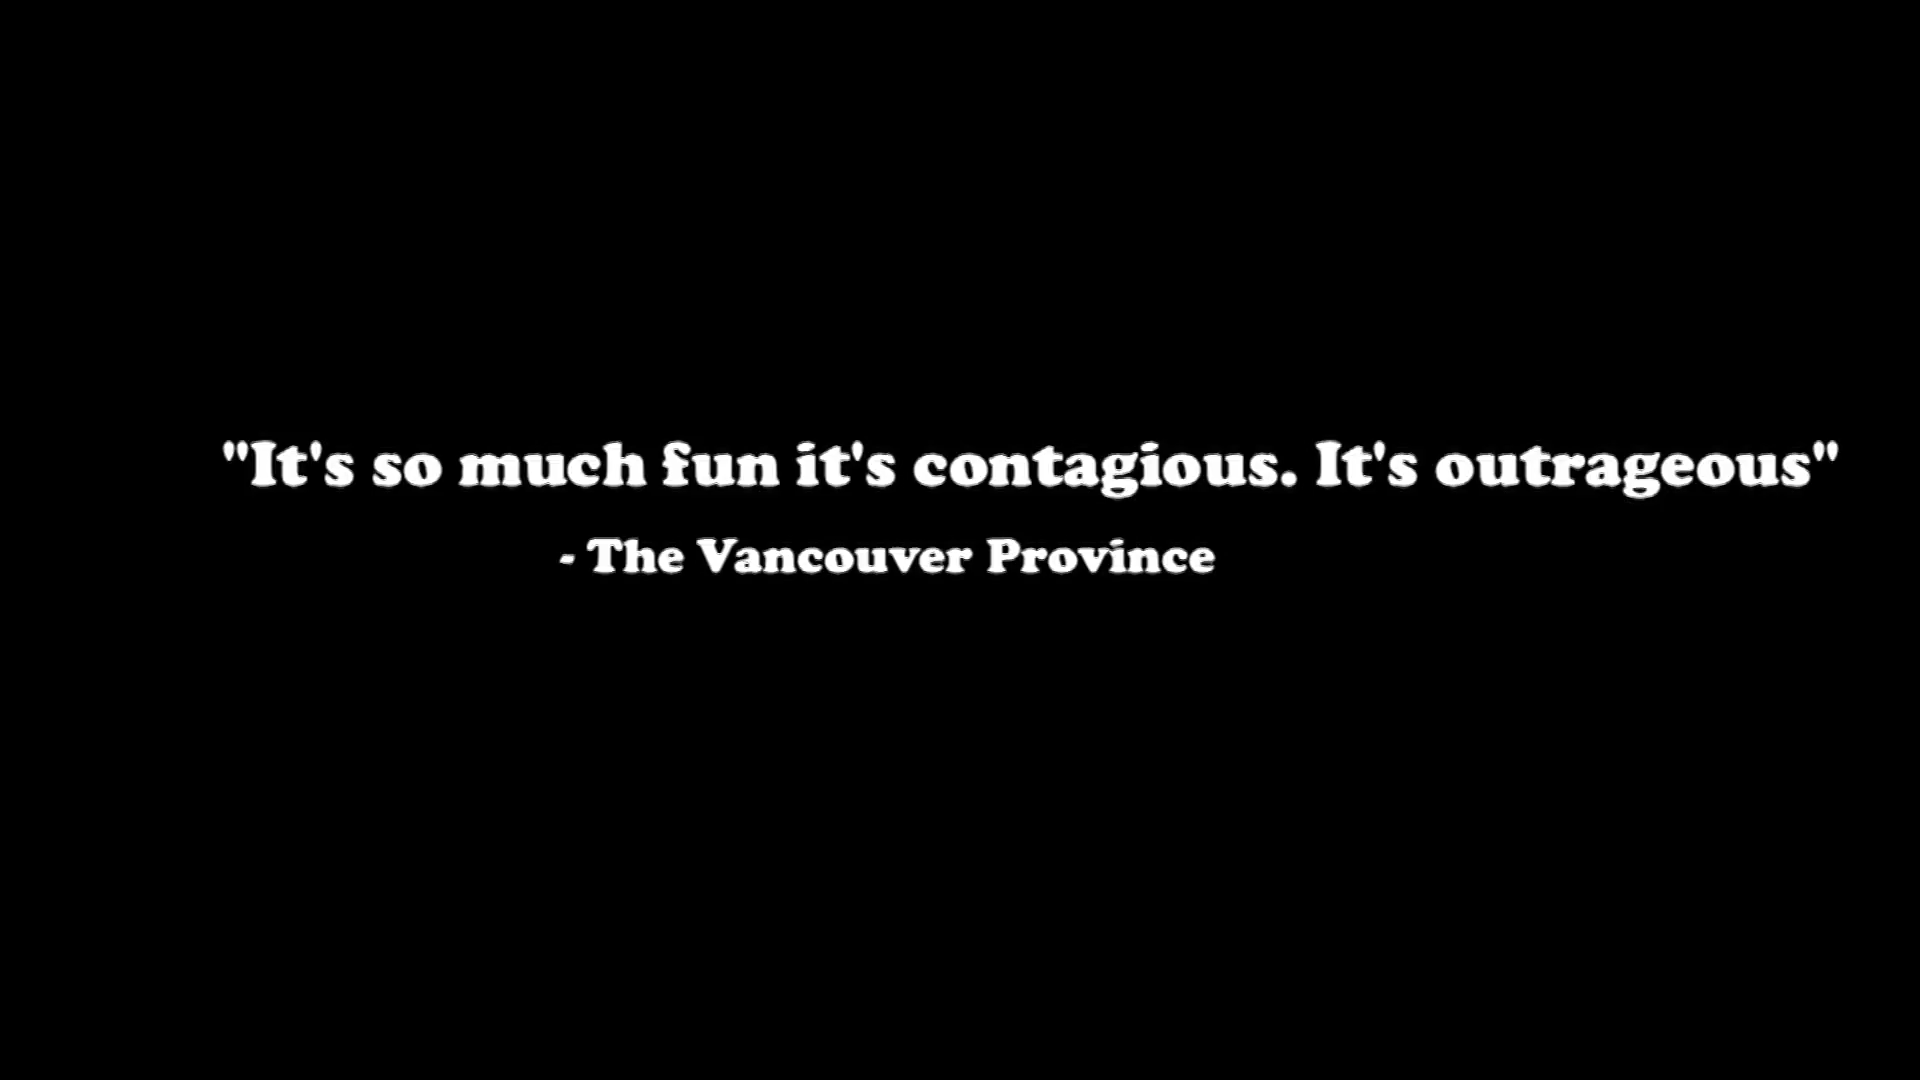 "It's so much fun it's contagious. It's outrageous"
- The Vancouver Province